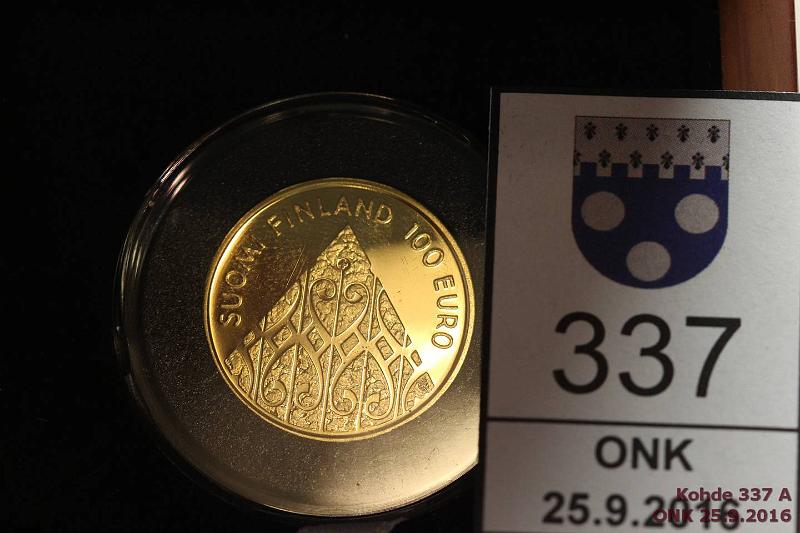 SUOMI FINLAND 100 EURO
337
ONK
25.9.2016
Kohde 337 A
ONK 25.9.2016